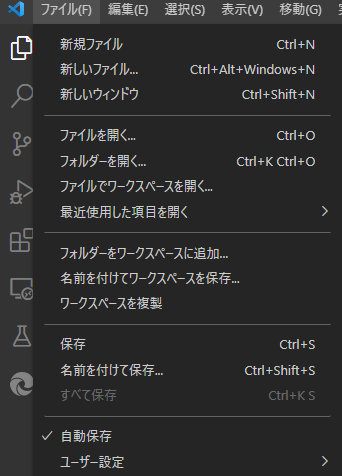 ファイル(F) 編集(E) 選択(S) 表示(V) 移動(G)
新規ファイル Ctrl+N
新しいファイル... Ctrl+Alt+Windows+N
新しいウィンドウ Ctrl+Shift+N
ファイルを開く... Ctrl+O
フォルダーを開く... Ctrl+K Ctrl+O
ファイルでワークスペースを開く...
最近使用した項目を開く
フォルダーをワークスペースに追加...
名前を付けてワークスペースを保存...
ワークスペースを複製
保存 Ctrl+S
名前を付けて保存... Ctrl+Shift+S
すべて保存 Ctrl+K S
自動保存
ユーザー設定